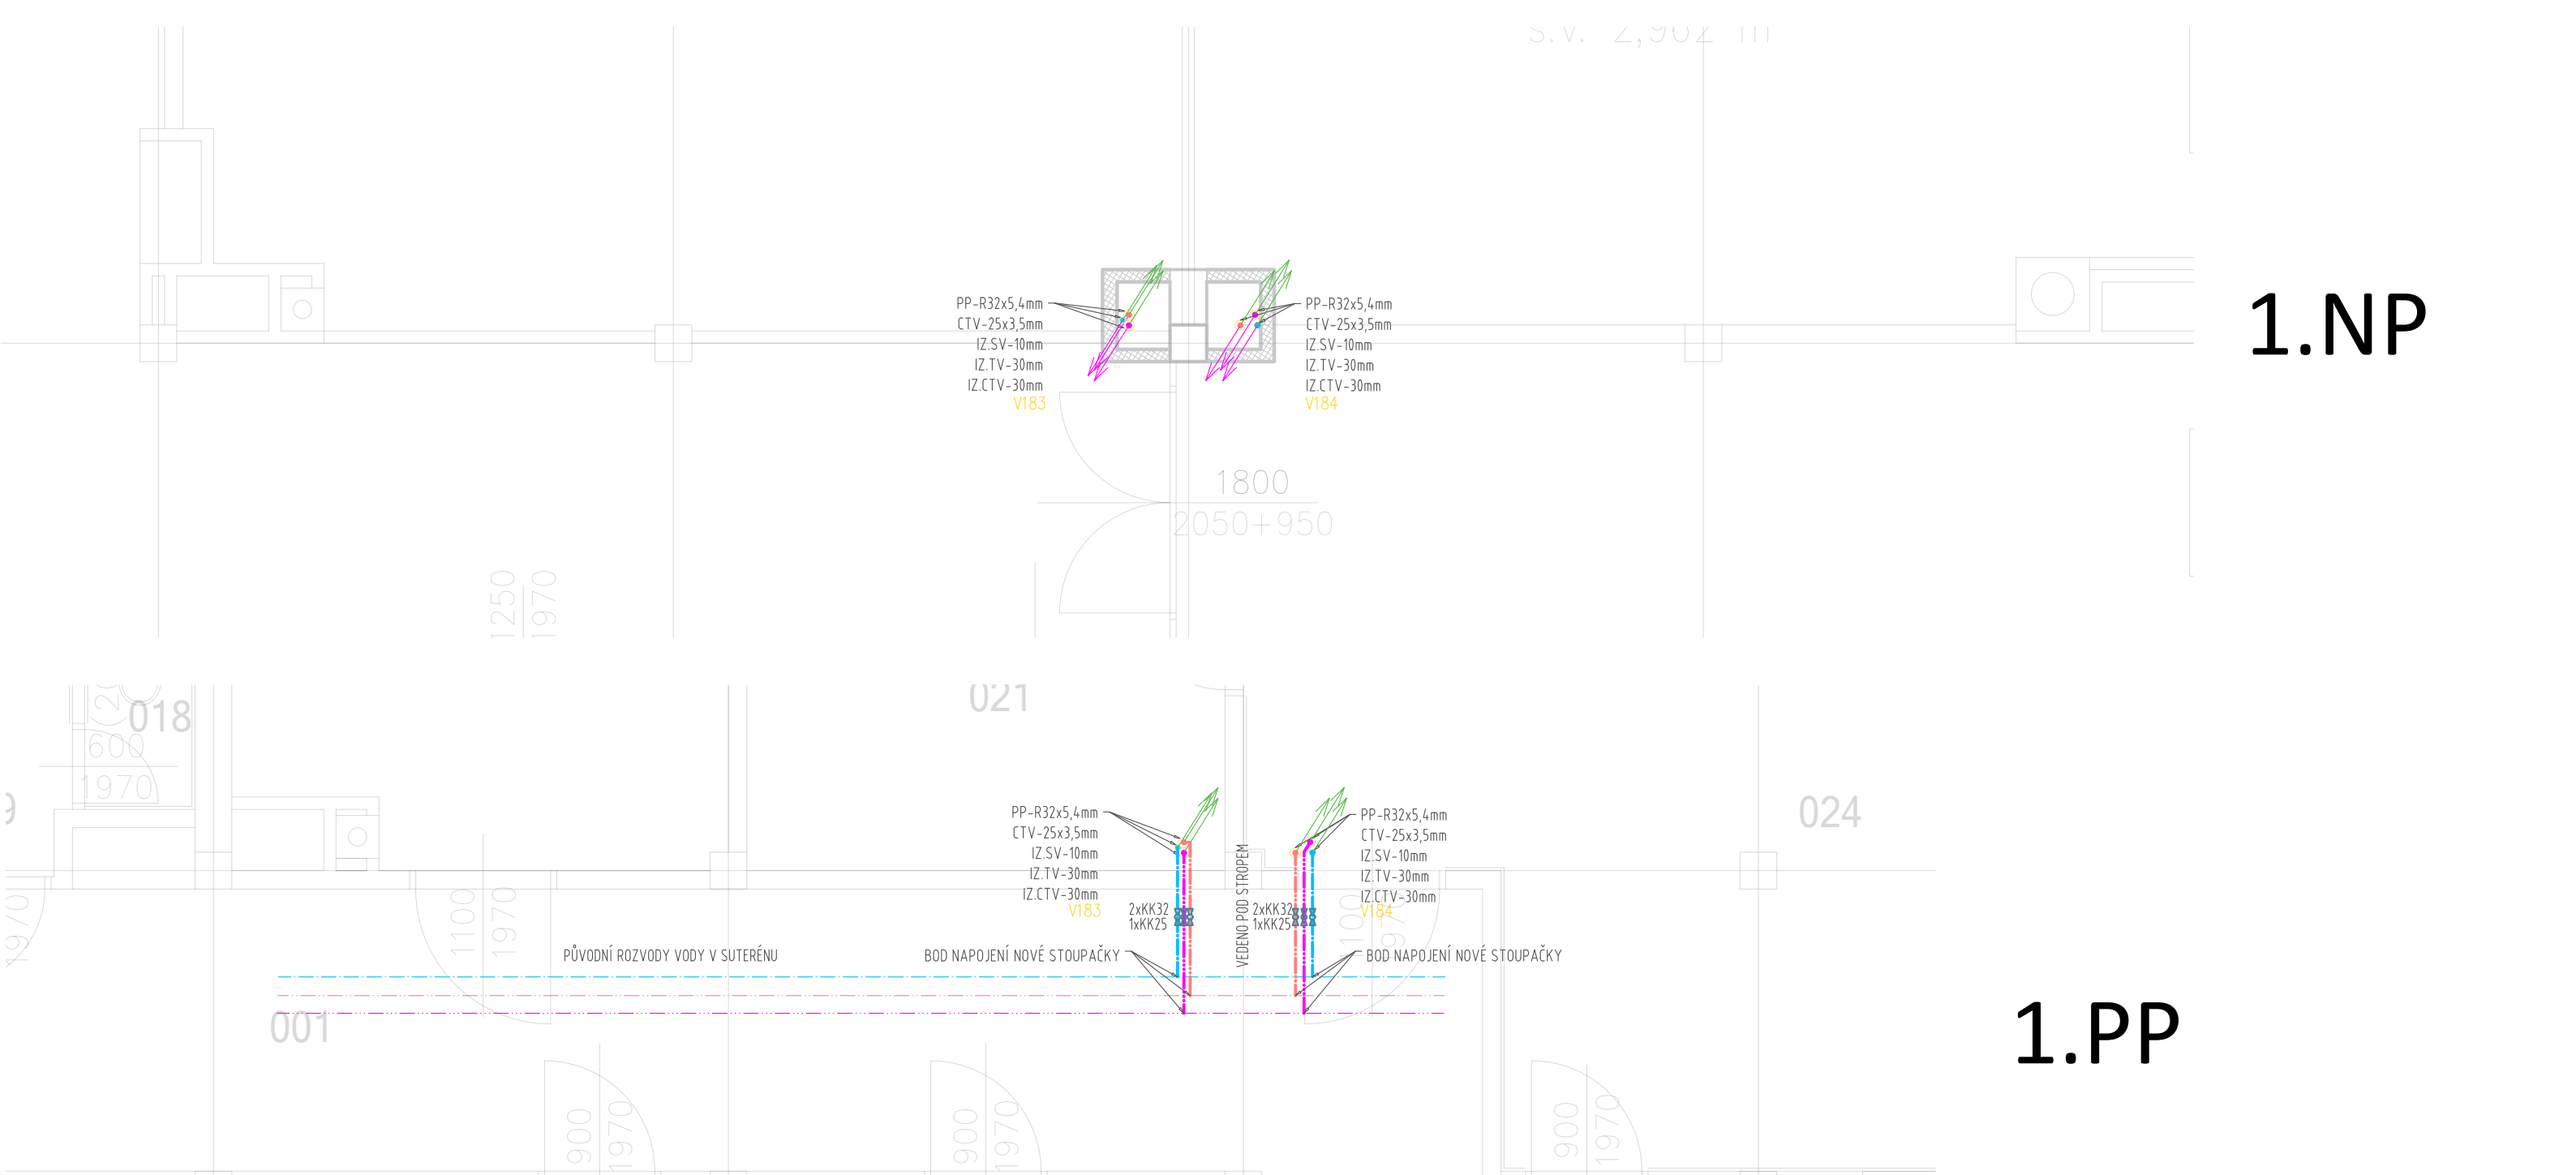 S.V. 2,962 m
PP-R32x5,4mm
CTV-25x3,5mm
IZ.SV-10mm
IZ.TV-30mm
IZ.CTV-30mm
V183
PP-R32x5,4mm
CTV-25x3,5mm
IZ.SV-10mm
IZ.TV-30mm
IZ.CTV-30mm
V184
1.NP
1800
2050+950
1250
1970
018
600
1970
021
024
9
PP-R32x5,4mm
CTV-25x3,5mm
IZ.SV-10mm
IZ.TV-30mm
IZ.CTV-30mm
V183
2xKK32
1xKK25
VEDENO POD STROPEM
PP-R32x5,4mm
CTV-25x3,5mm
IZ.SV-10mm
IZ.TV-30mm
IZ.CTV-30mm
V184
2xKK32
1xKK25
1970
1100
1970
1100
1970
PŮVODNÍ ROZVODY VODY V SUTERÉNU
BOD NAPOJENÍ NOVÉ STOUPAČKY
BOD NAPOJENÍ NOVÉ STOUPAČKY
001
1.PP
900
1970
900
1970
900
1970